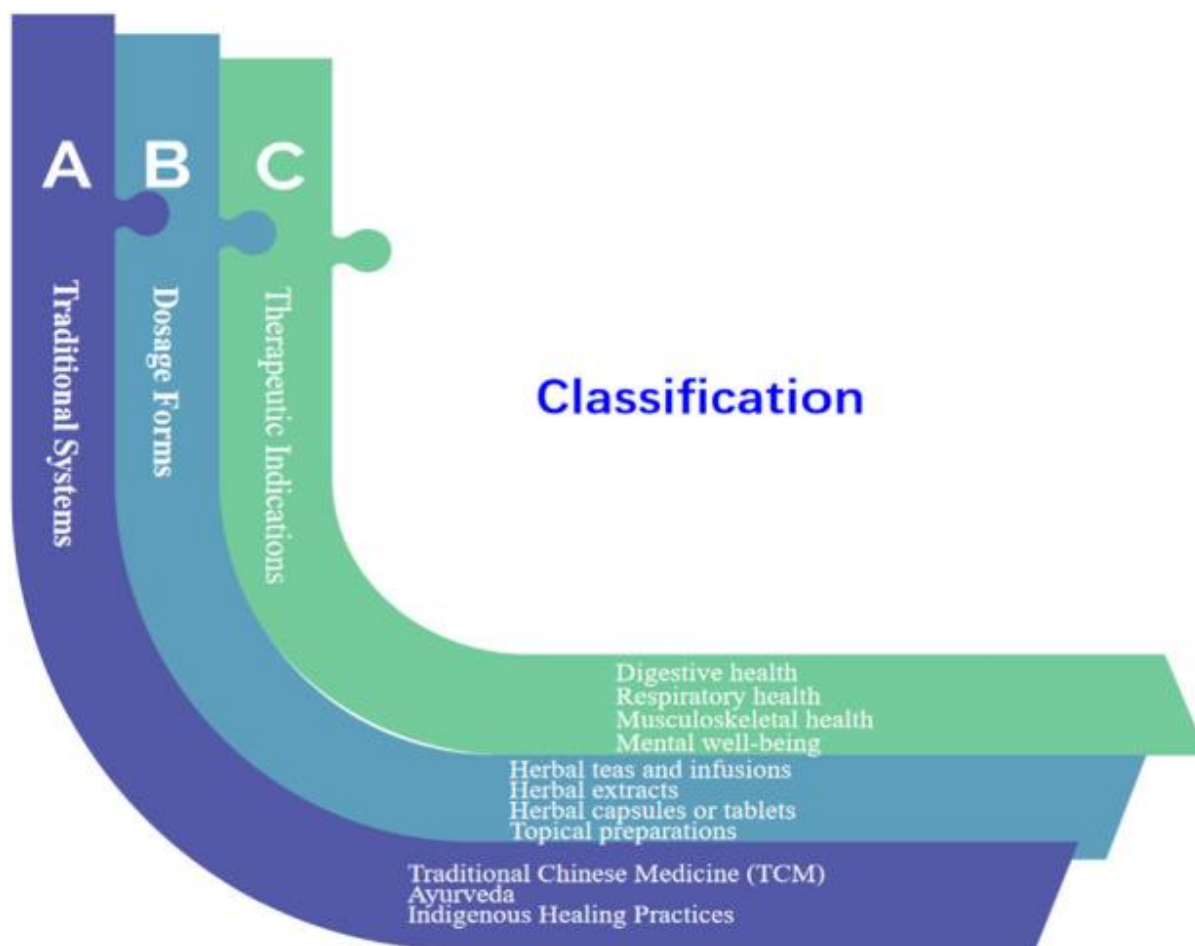 A
B
C
Traditional Systems
Dosage Forms
Therapeutic Indications
Classification
Digestive health
Respiratory health
Musculoskeletal health
Mental well-being
Herbal teas and infusions
Herbal extracts
Herbal capsules or tablets
Topical preparations
Traditional Chinese Medicine (TCM)
Ayurveda
Indigenous Healing Practices